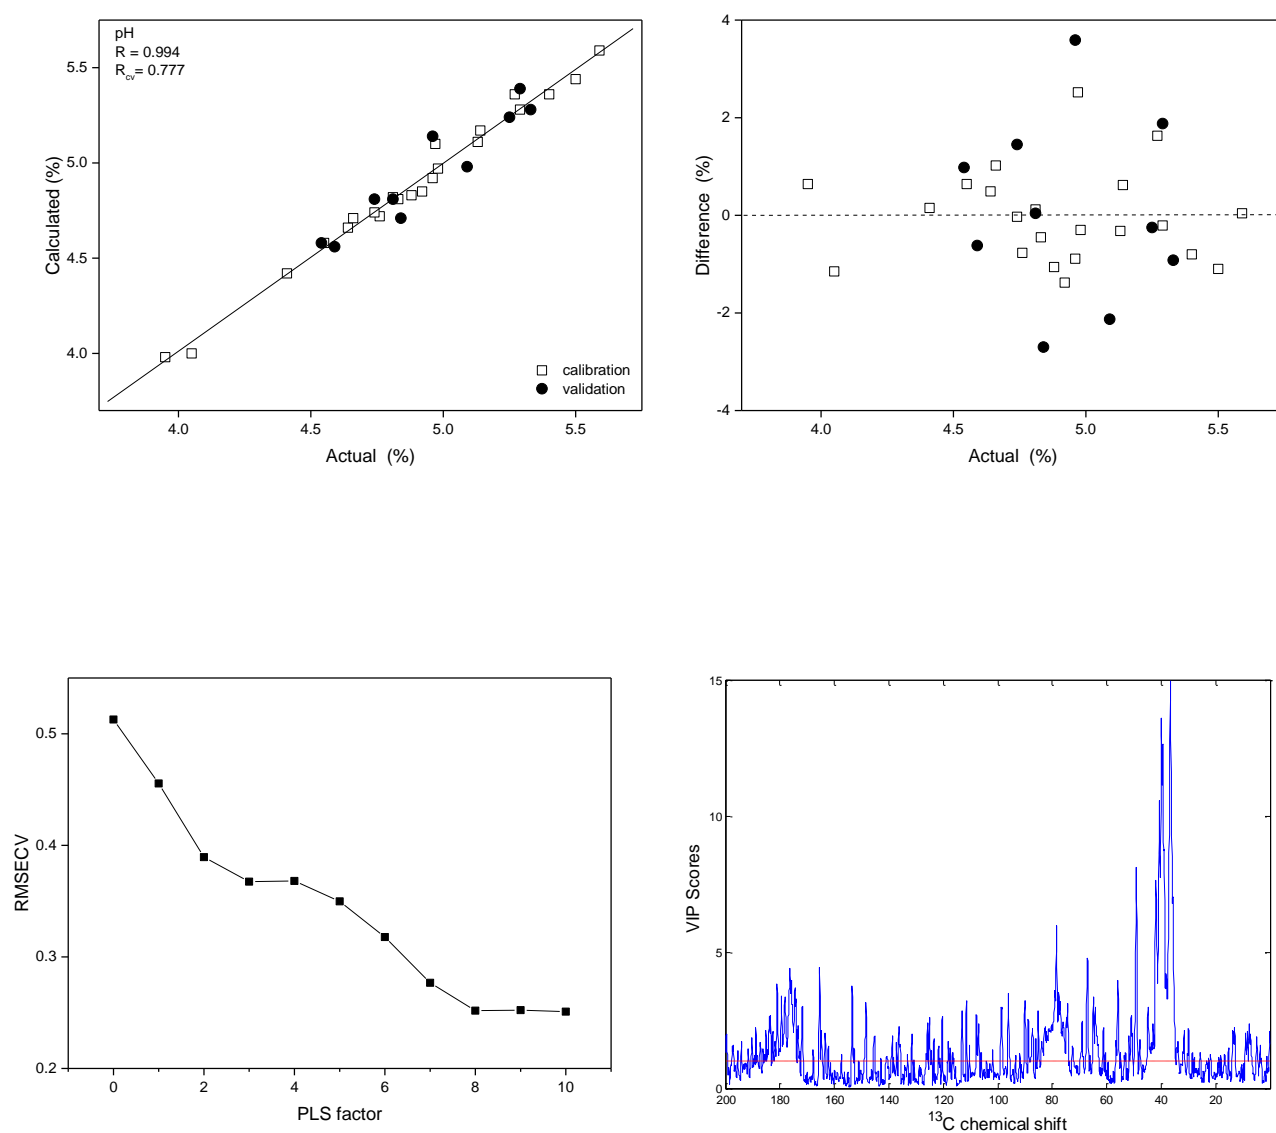 pH
R = 0.994
Rcv= 0.777
5.5
5.0
4.5
4.0
Calculated (%)
calibration
validation
4.0 4.5 5.0 5.5
Actual (%)
4
2
0
-2
-4
Difference (%)
4.0 4.5 5.0 5.5
Actual (%)
0.5
0.4
0.3
0.2
RMSECV
0 2 4 6 8 10
PLS factor
15
10
5
0
VIP Scores
200 180 160 140 120 100 80 60 40 20
13C chemical shift